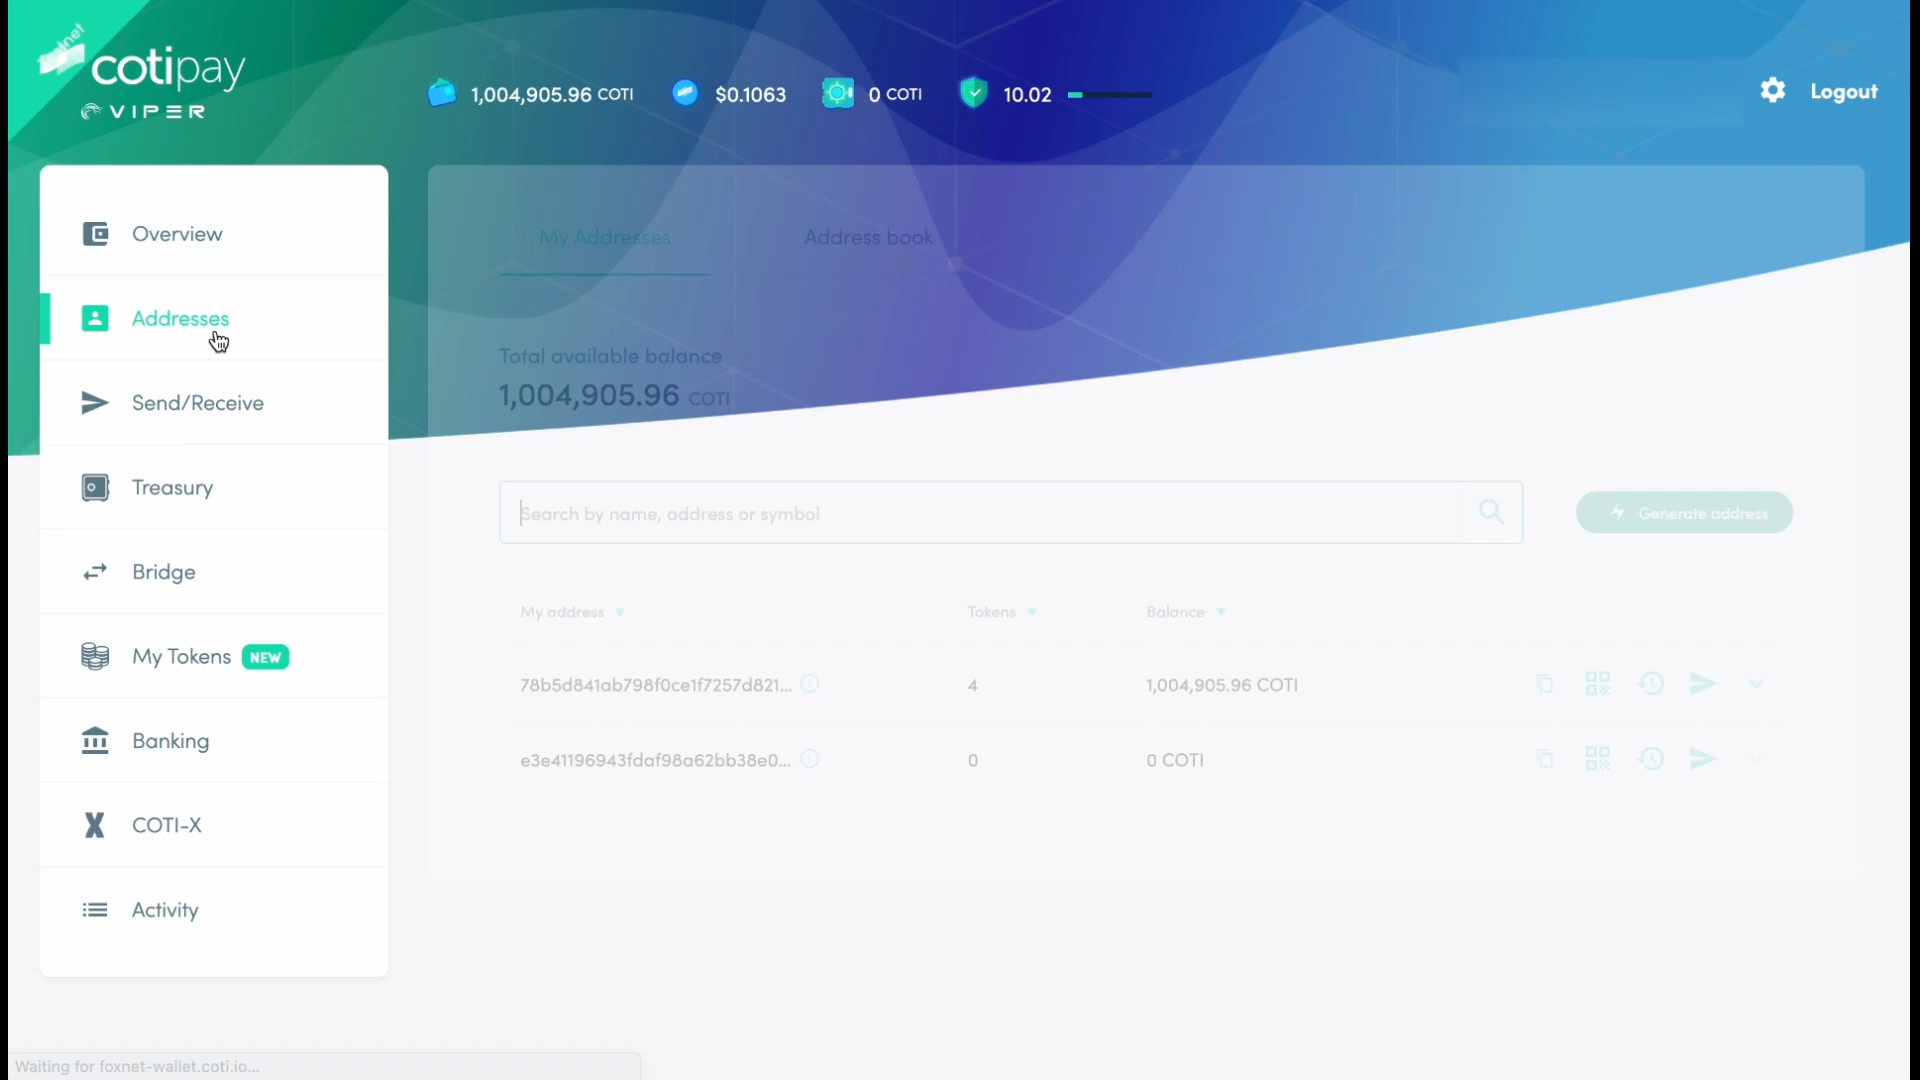 testnet
cotipay
VIPER
1,004,905.96 COTI
$0.1063
0 COTI
10.02
Logout
Overview
Addresses
Send/Receive
Treasury
Bridge
My Tokens NEW
Banking
COTI-X
Activity
My Addresses
Address book
Total available balance
1,004,905.96 COTI
Search by name, address or symbol
Generate address
My address
Tokens
Balance
78b5d841ab798f0ce1f7257d821...
4
1,004,905.96 COTI
e3e41196943fdaf98a62bb38e0...
0
0 COTI
Waiting for foxnet-wallet.coti.io...